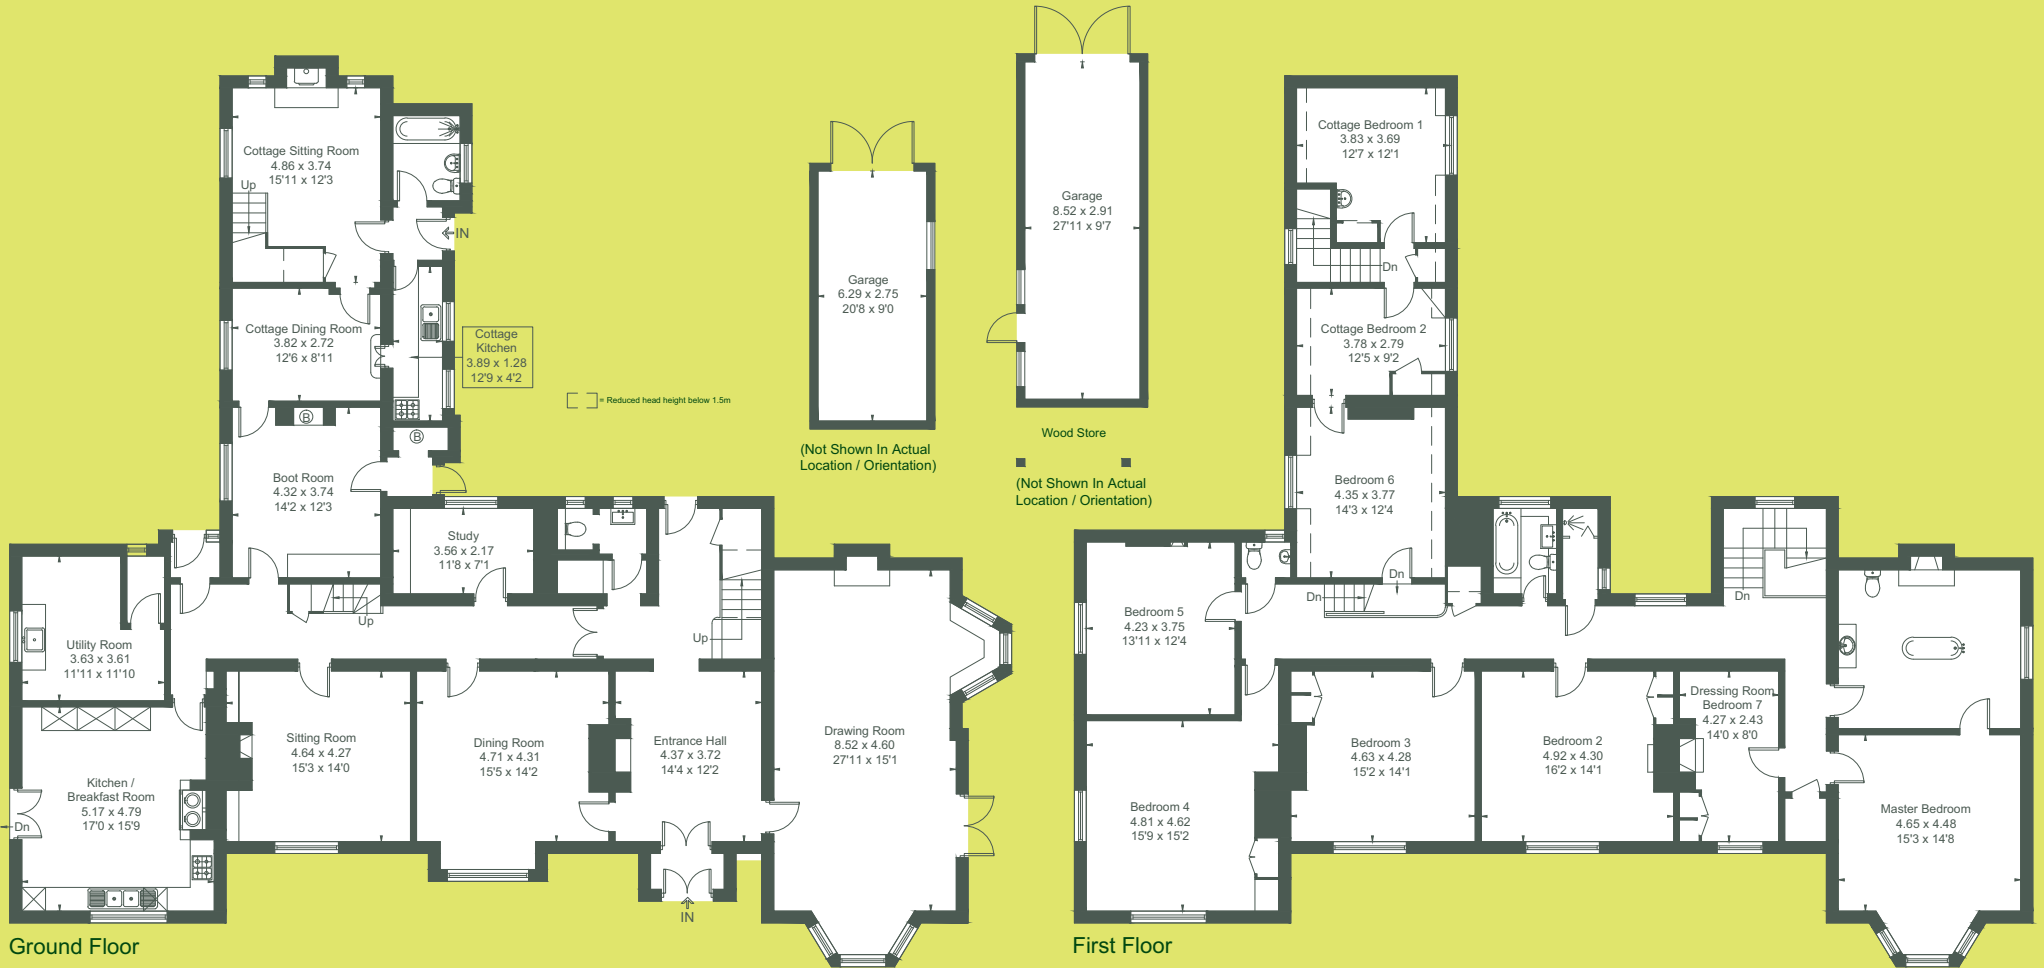 Cottage Sitting Room
4.86 x 3.74
15'11 x 12'3
Up
IN
Cottage Dining Room
3.82 x 2.72
12'6 x 8'11
Cottage
Kitchen
3.89 x 1.28
12'9 x 4'2
= Reduced head height below 1.5m
B
B
Boot Room
4.32 x 3.74
14'2 x 12'3
Study
3.56 x 2.17
11'8 x 7'1
Utility Room
3.63 x 3.61
11'11 x 11'10
Up
Up
Sitting Room
4.64 x 4.27
15'3 x 14'0
Dining Room
4.71 x 4.31
15'5 x 14'2
Entrance Hall
4.37 x 3.72
14'4 x 12'2
Drawing Room
8.52 x 4.60
27'11 x 15'1
Kitchen /
Breakfast Room
5.17 x 4.79
17'0 x 15'9
Dn
IN
Ground Floor
Garage
6.29 x 2.75
20'8 x 9'0
(Not Shown In Actual
Location / Orientation)
Garage
8.52 x 2.91
27'11 x 9'7
Wood Store
(Not Shown In Actual
Location / Orientation)
Cottage Bedroom 1
3.83 x 3.69
12'7 x 12'1
Dn
Cottage Bedroom 2
3.78 x 2.79
12'5 x 9'2
Bedroom 6
4.35 x 3.77
14'3 x 12'4
Dn
Dn
Dn
Bedroom 5
4.23 x 3.75
13'11 x 12'4
Bedroom 4
4.81 x 4.62
15'9 x 15'2
Bedroom 3
4.63 x 4.28
15'2 x 14'1
Bedroom 2
4.92 x 4.30
16'2 x 14'1
Dressing Room
Bedroom 7
4.27 x 2.43
14'0 x 8'0
Master Bedroom
4.65 x 4.48
15'3 x 14'8
First Floor